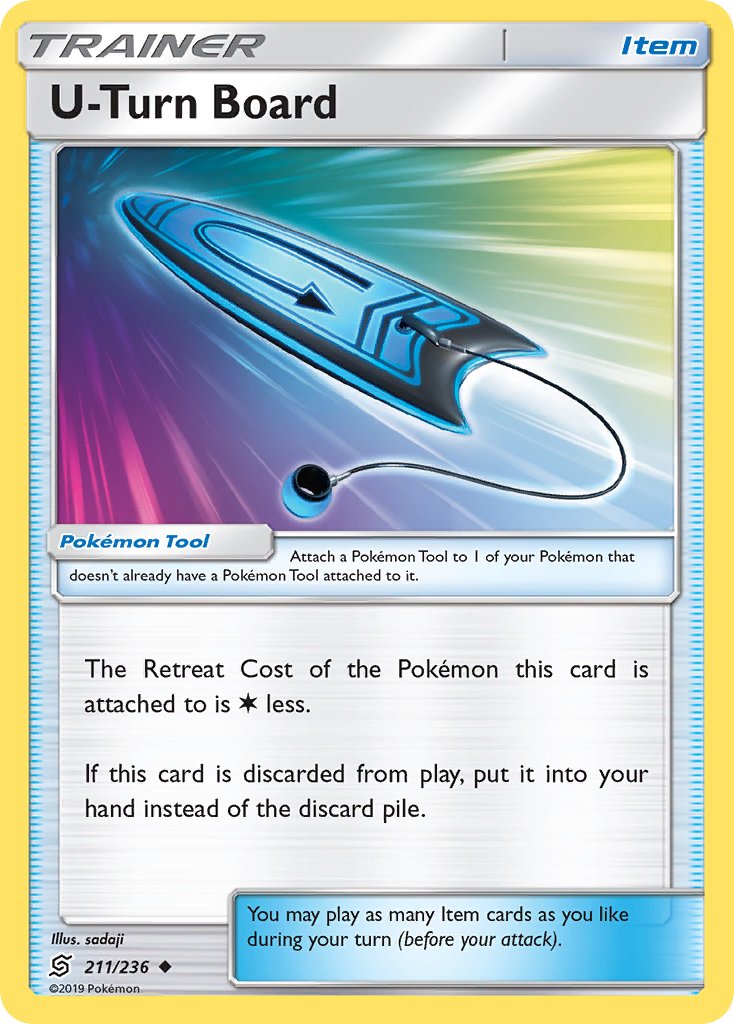 TRAINER
Item
U-Turn Board
Pokémon Tool
Attach a Pokémon Tool to 1 of your Pokémon that
doesn't already have a Pokémon Tool attached to it.
The Retreat Cost of the Pokémon this card is
attached to is less.
If this card is discarded from play, put it into your
hand instead of the discard pile.
You may play as many Item cards as you like
during your turn (before your attack).
Illus. sadaji
211/236
©2019 Pokémon